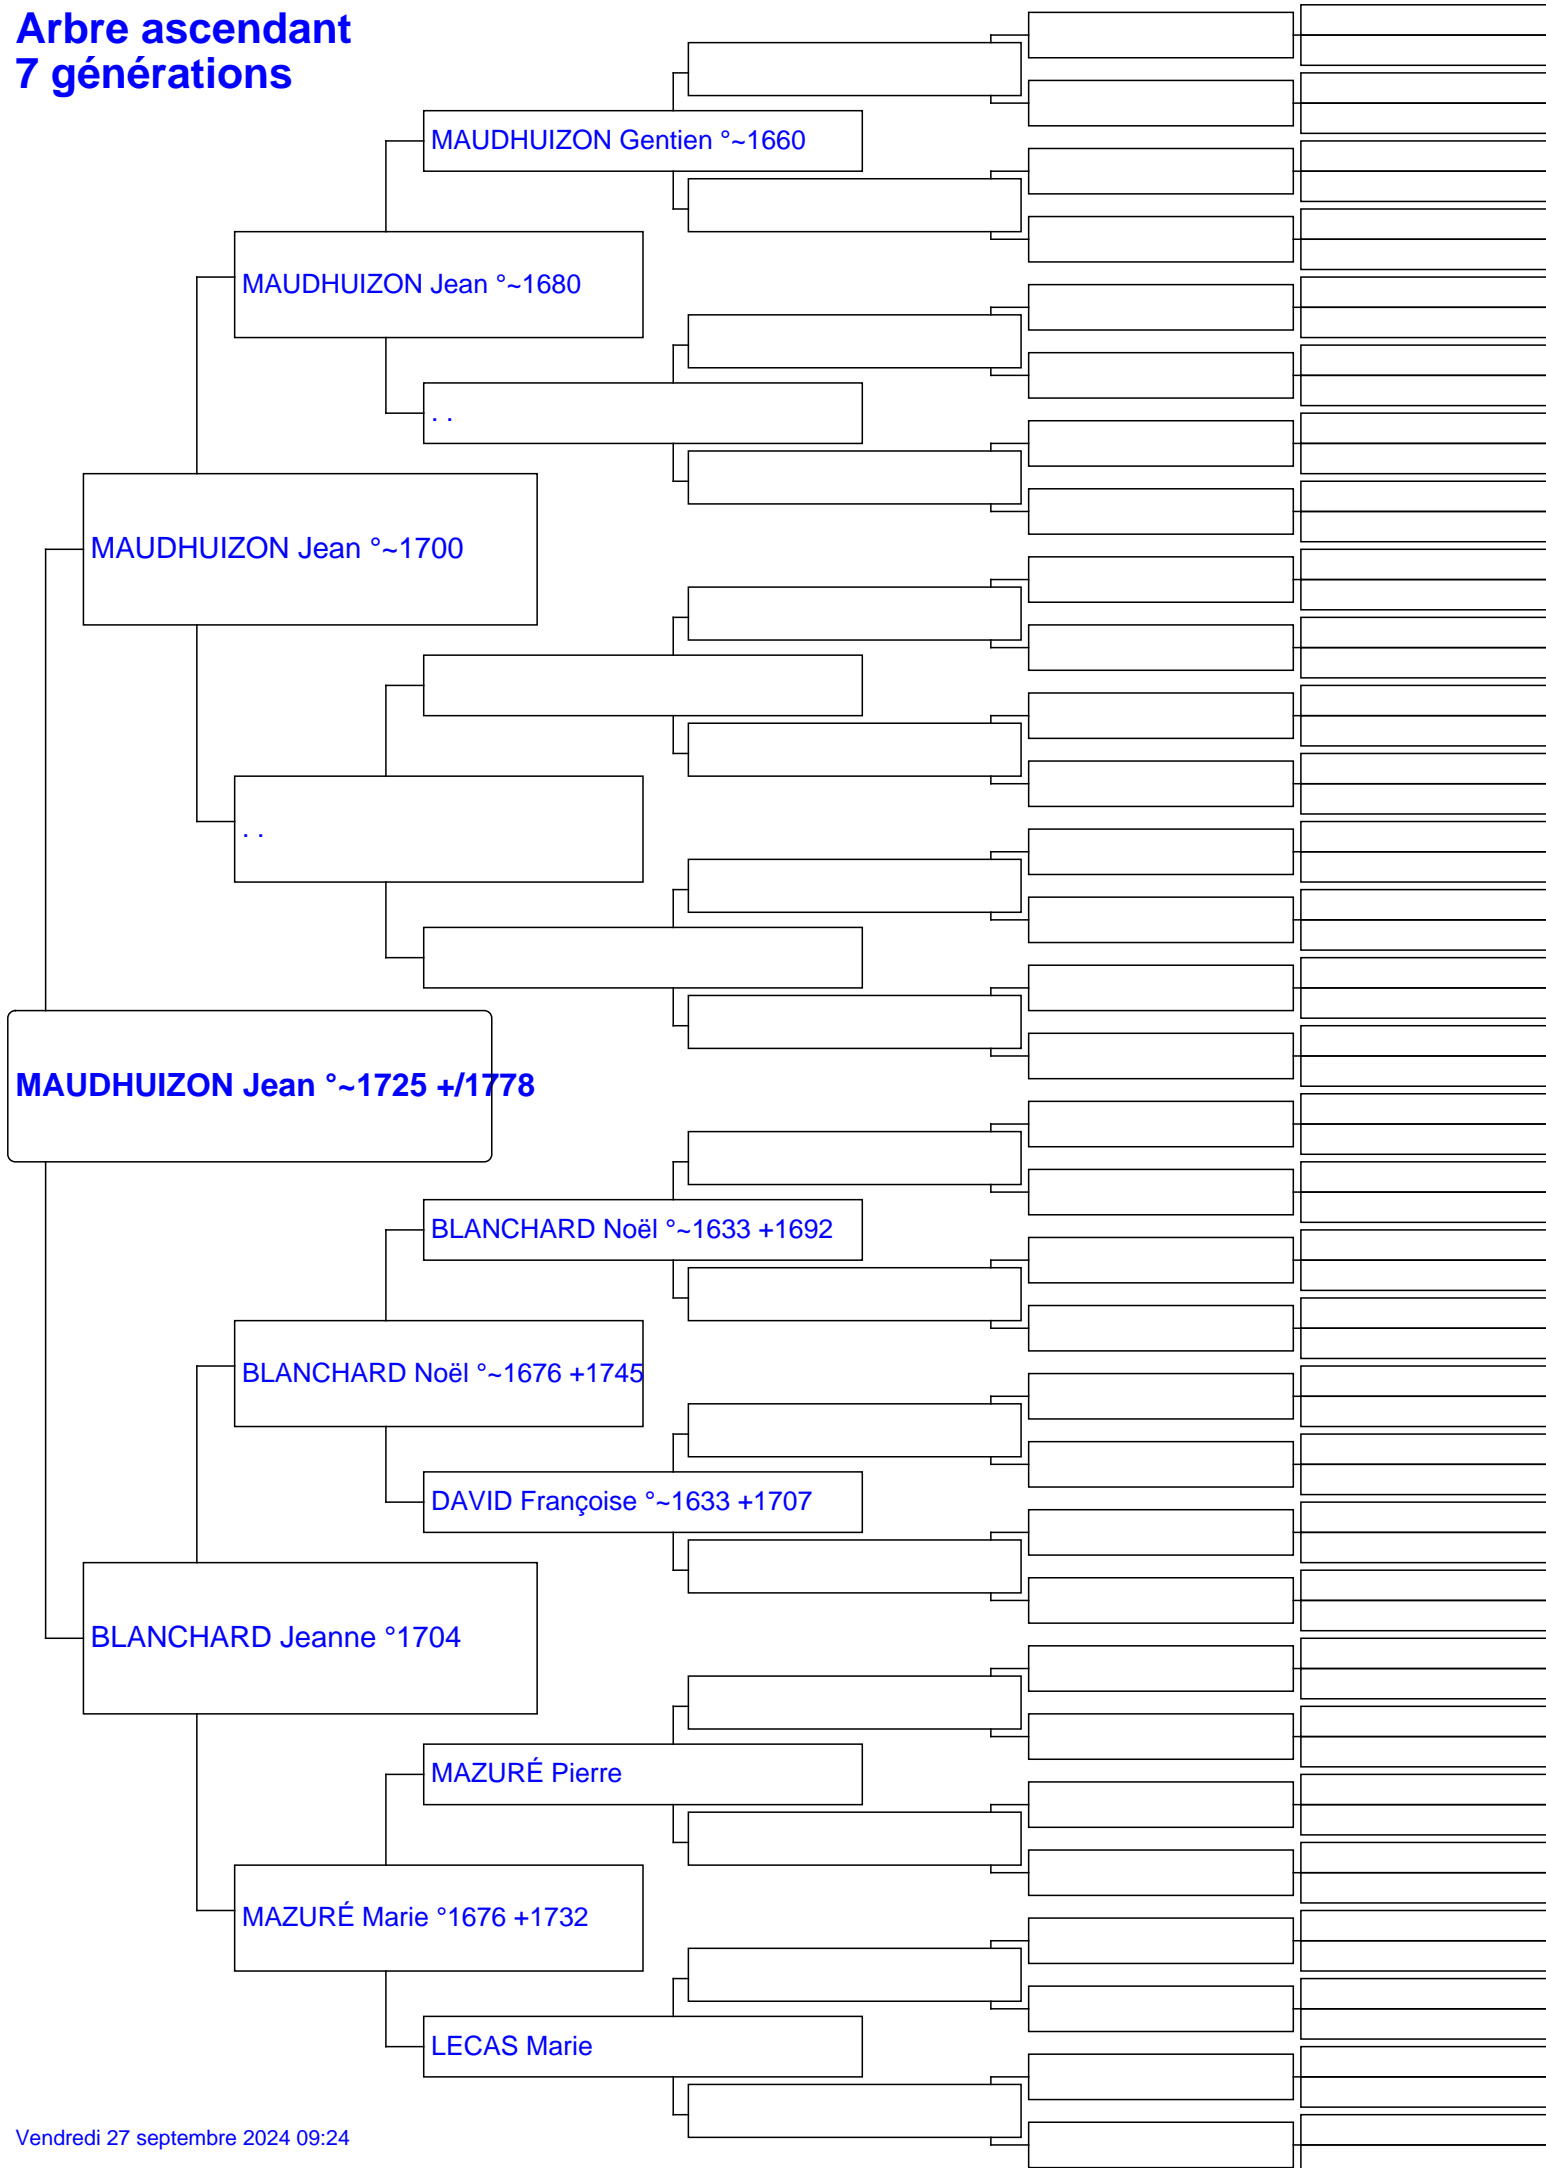 Arbre ascendant
7 générations
MAUDHUIZON Gentien °~1660
MAUDHUIZON Jean °~1680
. .
MAUDHUIZON Jean °~1700
. .
MAUDHUIZON Jean °~1725 +/1778
BLANCHARD Noël °~1633 +1692
BLANCHARD Noël °~1676 +1745
DAVID Françoise °~1633 +1707
BLANCHARD Jeanne °1704
MAZURÉ Pierre
MAZURÉ Marie °1676 +1732
LECAS Marie
Vendredi 27 septembre 2024 09:24